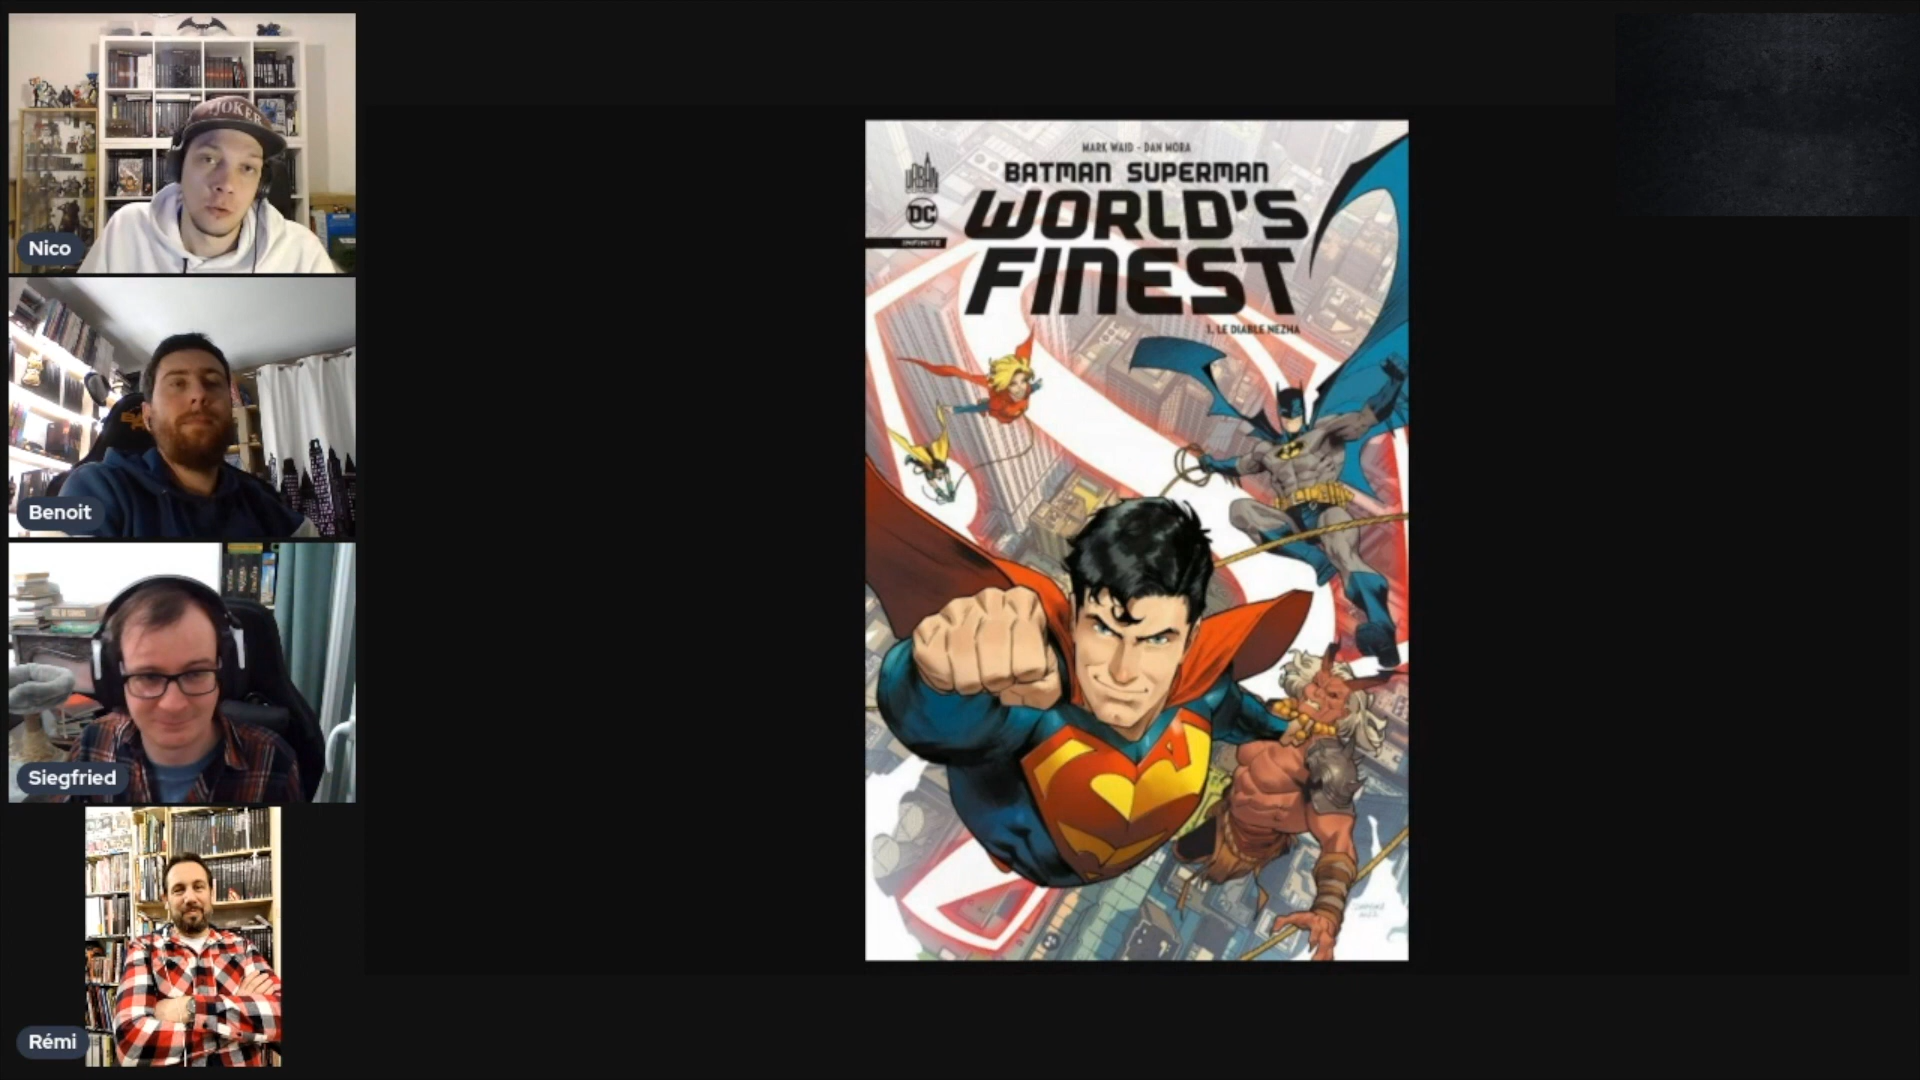 JOKER
Nico
Benoit
Siegfried
Rémi
MARK WAID - DAN MORA
URBAN
DC
INFINITE
BATMAN SUPERMAN
WORLD'S
FINEST
1. LE DIABLE NEZHA